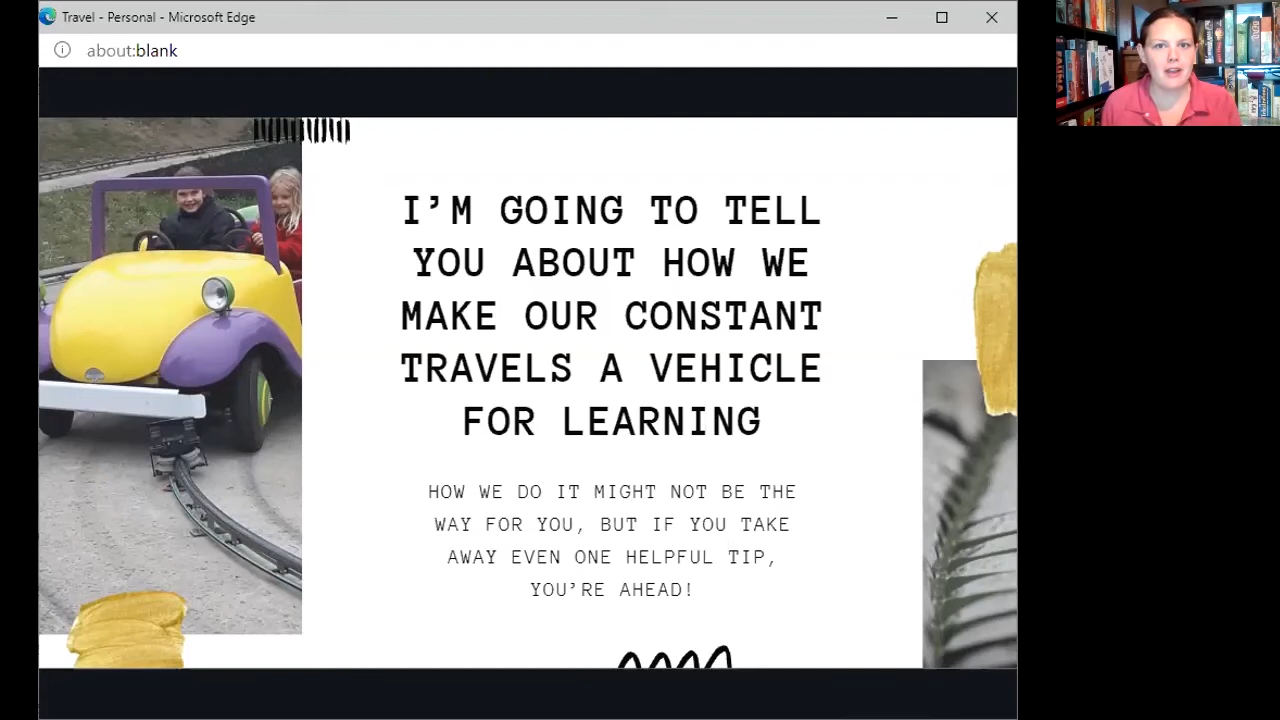 Travel - Personal - Microsoft Edge
about:blank
I’M GOING TO TELL
YOU ABOUT HOW WE
MAKE OUR CONSTANT
TRAVELS A VEHICLE
FOR LEARNING
HOW WE DO IT MIGHT NOT BE THE
WAY FOR YOU, BUT IF YOU TAKE
AWAY EVEN ONE HELPFUL TIP,
YOU’RE AHEAD!